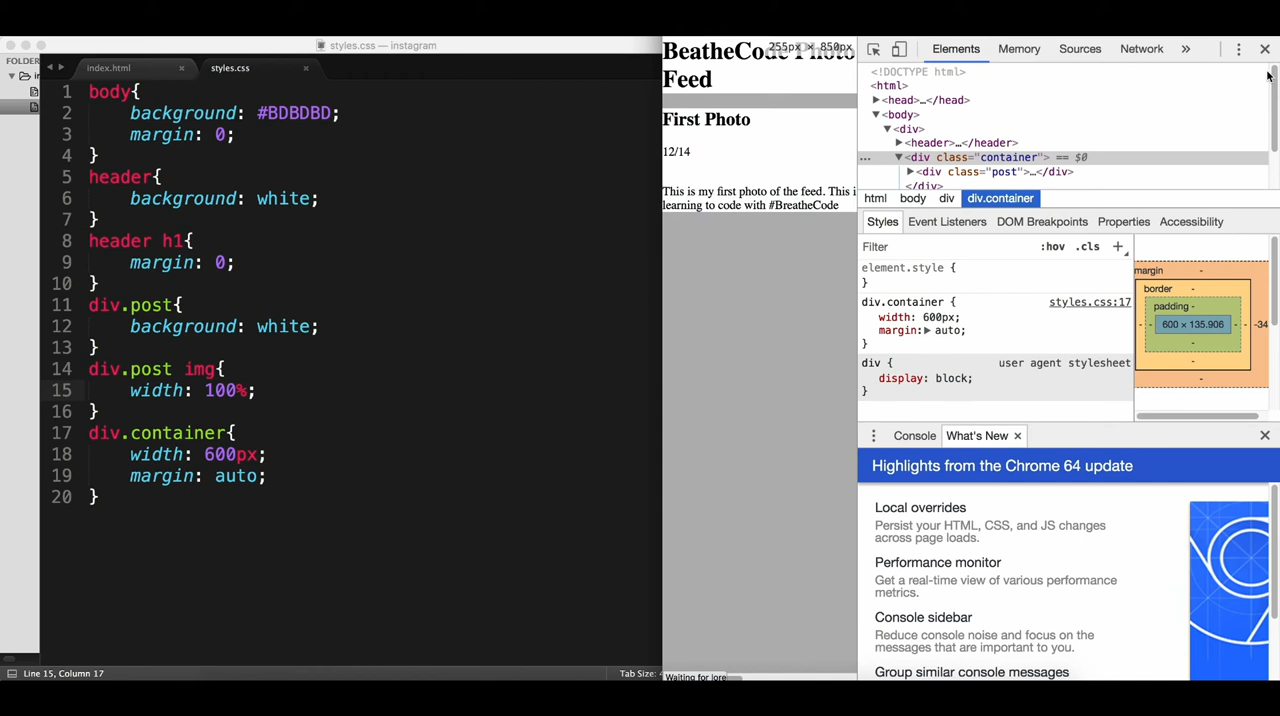 styles.css — instagram
FOLDER
index.html
styles.css
1 body{
2 background: #BDBDBD;
3 margin: 0;
4 }
5 header{
6 background: white;
7 }
8 header h1{
9 margin: 0;
10 }
11 div.post{
12 background: white;
13 }
14 div.post img{
15 width: 100%;
16 }
17 div.container{
18 width: 600px;
19 margin: auto;
20 }
Line 15, Column 17
Tab Size:
255px × 850px
BeatheCode Photo
Feed
First Photo
12/14
This is my first photo of the feed. This i
learning to code with #BreatheCode
Waiting for lore
Elements Memory Sources Network »
<!DOCTYPE html>
<html>
<head>…</head>
<body>
<div>
<header>…</header>
… <div class="container"> == $0
<div class="post">…</div>
</div>
html body div div.container
Styles Event Listeners DOM Breakpoints Properties Accessibility
Filter :hov .cls +
element.style {
}
div.container { styles.css:17
width: 600px;
margin: auto;
}
div { user agent stylesheet
display: block;
}
margin -
border -
padding -
- - - 600 × 135.906 - - -34
-
-
-
Console What's New ×
Highlights from the Chrome 64 update
Local overrides
Persist your HTML, CSS, and JS changes
across page loads.
Performance monitor
Get a real-time view of various performance
metrics.
Console sidebar
Reduce console noise and focus on the
messages that are important to you.
Group similar console messages